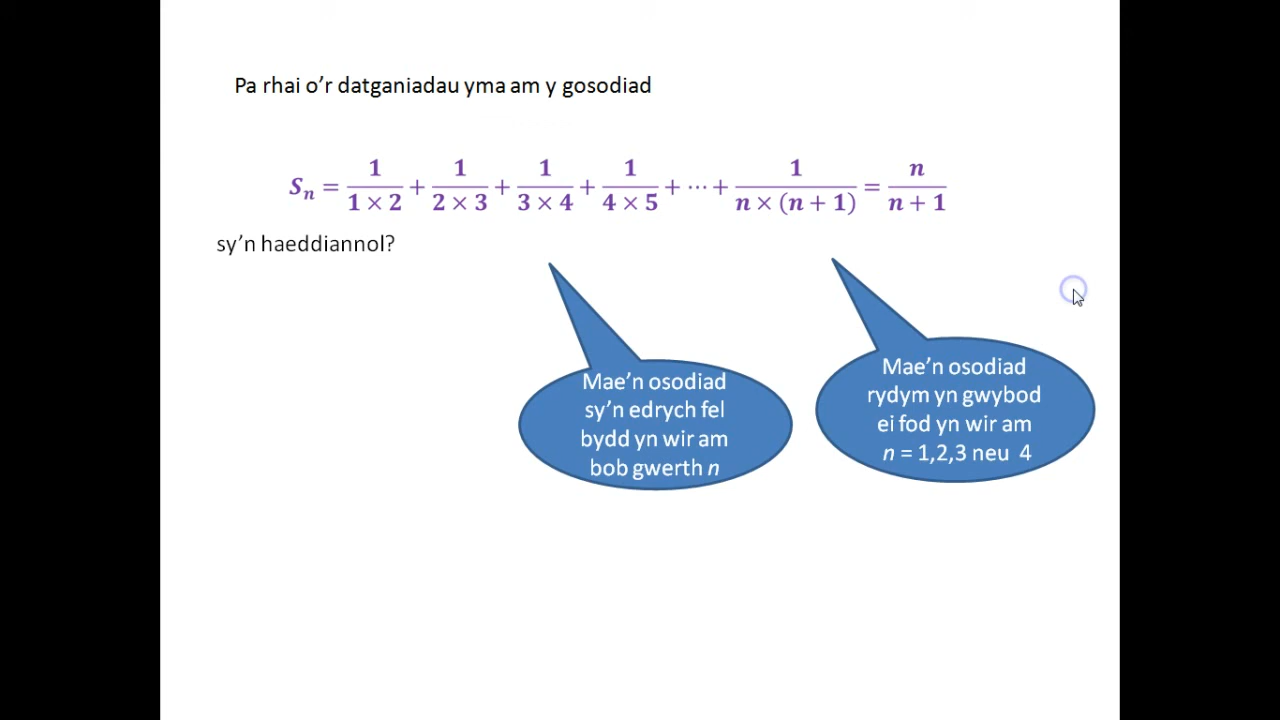 Pa rhai o’r datganiadau yma am y gosodiad
Sₙ = 1/(1 × 2) + 1/(2 × 3) + 1/(3 × 4) + 1/(4 × 5) + ⋯ + 1/(n × (n + 1)) = n/(n + 1)
sy’n haeddiannol?
Mae’n osodiad
sy’n edrych fel
bydd yn wir am
bob gwerth n
Mae’n osodiad
rydym yn gwybod
ei fod yn wir am
n = 1,2,3 neu 4